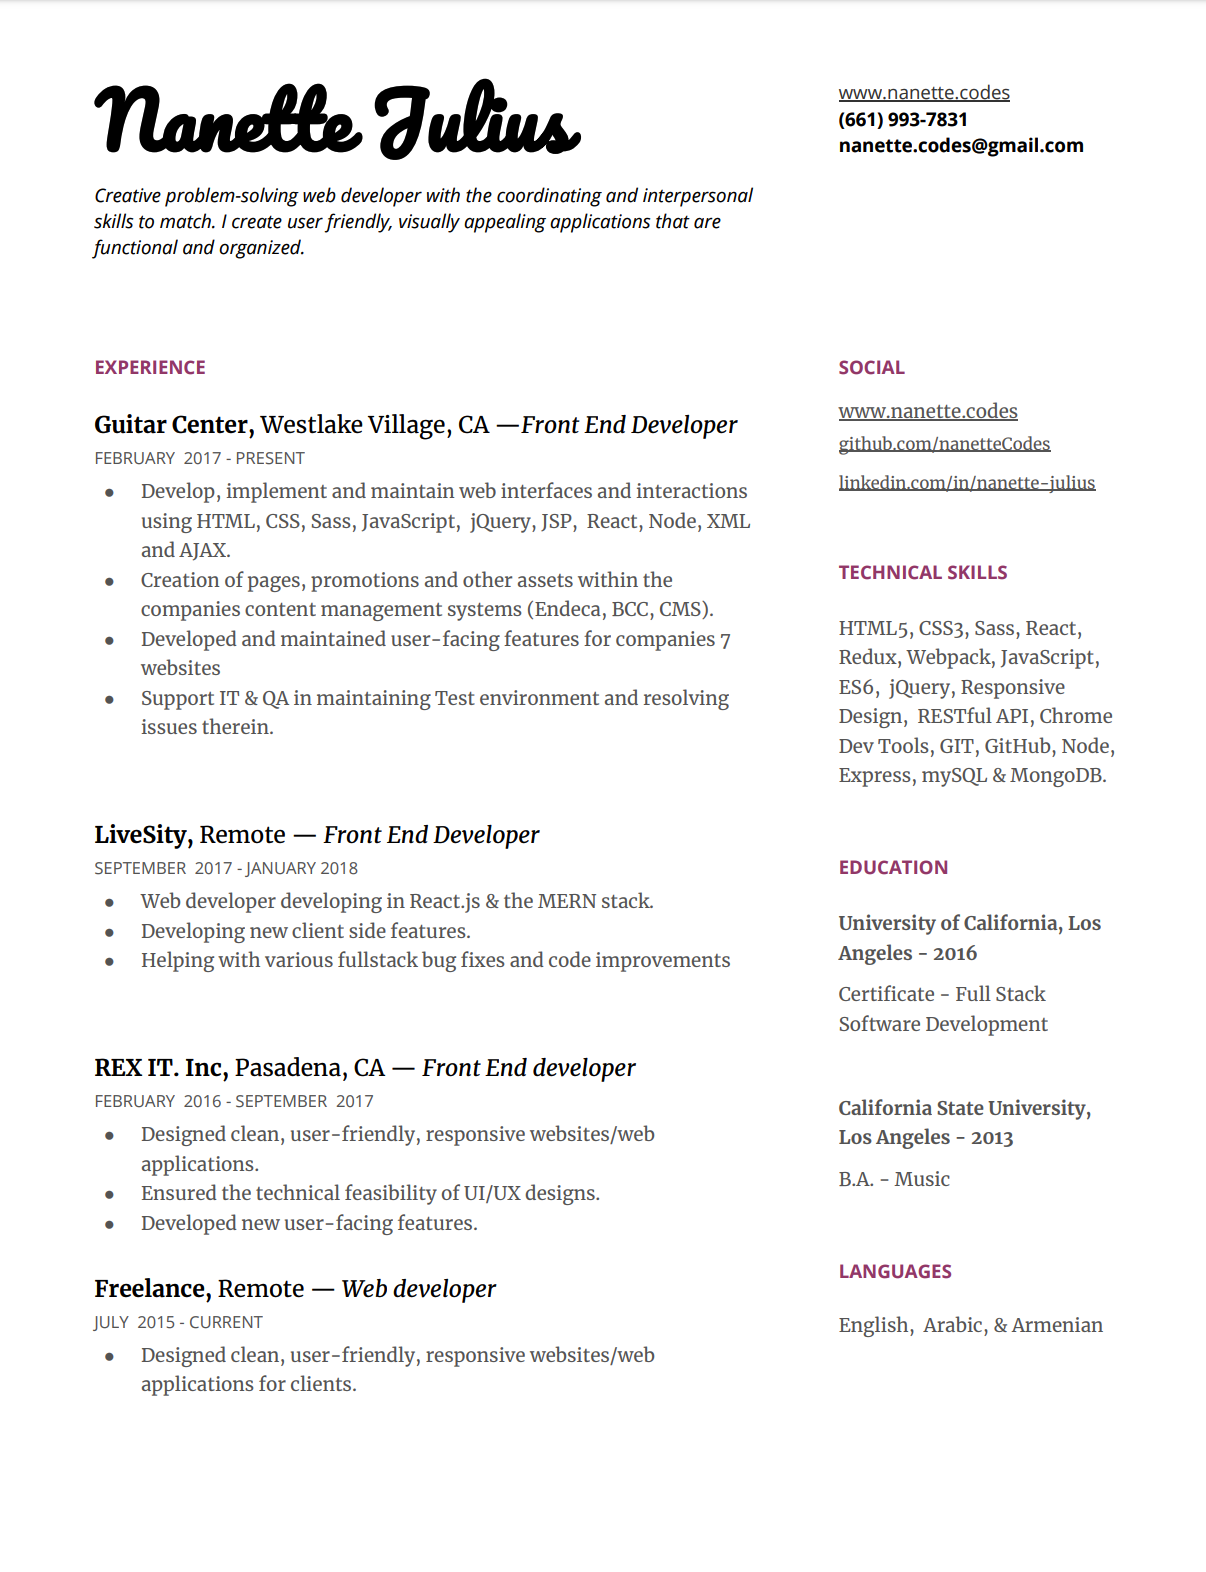 Nanette Julius
Creative problem-solving web developer with the coordinating and interpersonal
skills to match. I create user friendly, visually appealing applications that are
functional and organized.
www.nanette.codes
(661) 993-7831
nanette.codes@gmail.com
EXPERIENCE
Guitar Center, Westlake Village, CA —Front End Developer
FEBRUARY 2017 - PRESENT
● Develop, implement and maintain web interfaces and interactions
using HTML, CSS, Sass, JavaScript, jQuery, JSP, React, Node, XML
and AJAX.
● Creation of pages, promotions and other assets within the
companies content management systems (Endeca, BCC, CMS).
● Developed and maintained user-facing features for companies 7
websites
● Support IT & QA in maintaining Test environment and resolving
issues therein.
LiveSity, Remote — Front End Developer
SEPTEMBER 2017 - JANUARY 2018
● Web developer developing in React.js & the MERN stack.
● Developing new client side features.
● Helping with various fullstack bug fixes and code improvements
REX IT. Inc, Pasadena, CA — Front End developer
FEBRUARY 2016 - SEPTEMBER 2017
● Designed clean, user-friendly, responsive websites/web
applications.
● Ensured the technical feasibility of UI/UX designs.
● Developed new user-facing features.
Freelance, Remote — Web developer
JULY 2015 - CURRENT
● Designed clean, user-friendly, responsive websites/web
applications for clients.
SOCIAL
www.nanette.codes
github.com/nanetteCodes
linkedin.com/in/nanette-julius
TECHNICAL SKILLS
HTML5, CSS3, Sass, React,
Redux, Webpack, JavaScript,
ES6, jQuery, Responsive
Design, RESTful API, Chrome
Dev Tools, GIT, GitHub, Node,
Express, mySQL & MongoDB.
EDUCATION
University of California, Los
Angeles - 2016
Certificate - Full Stack
Software Development
California State University,
Los Angeles - 2013
B.A. - Music
LANGUAGES
English, Arabic, & Armenian